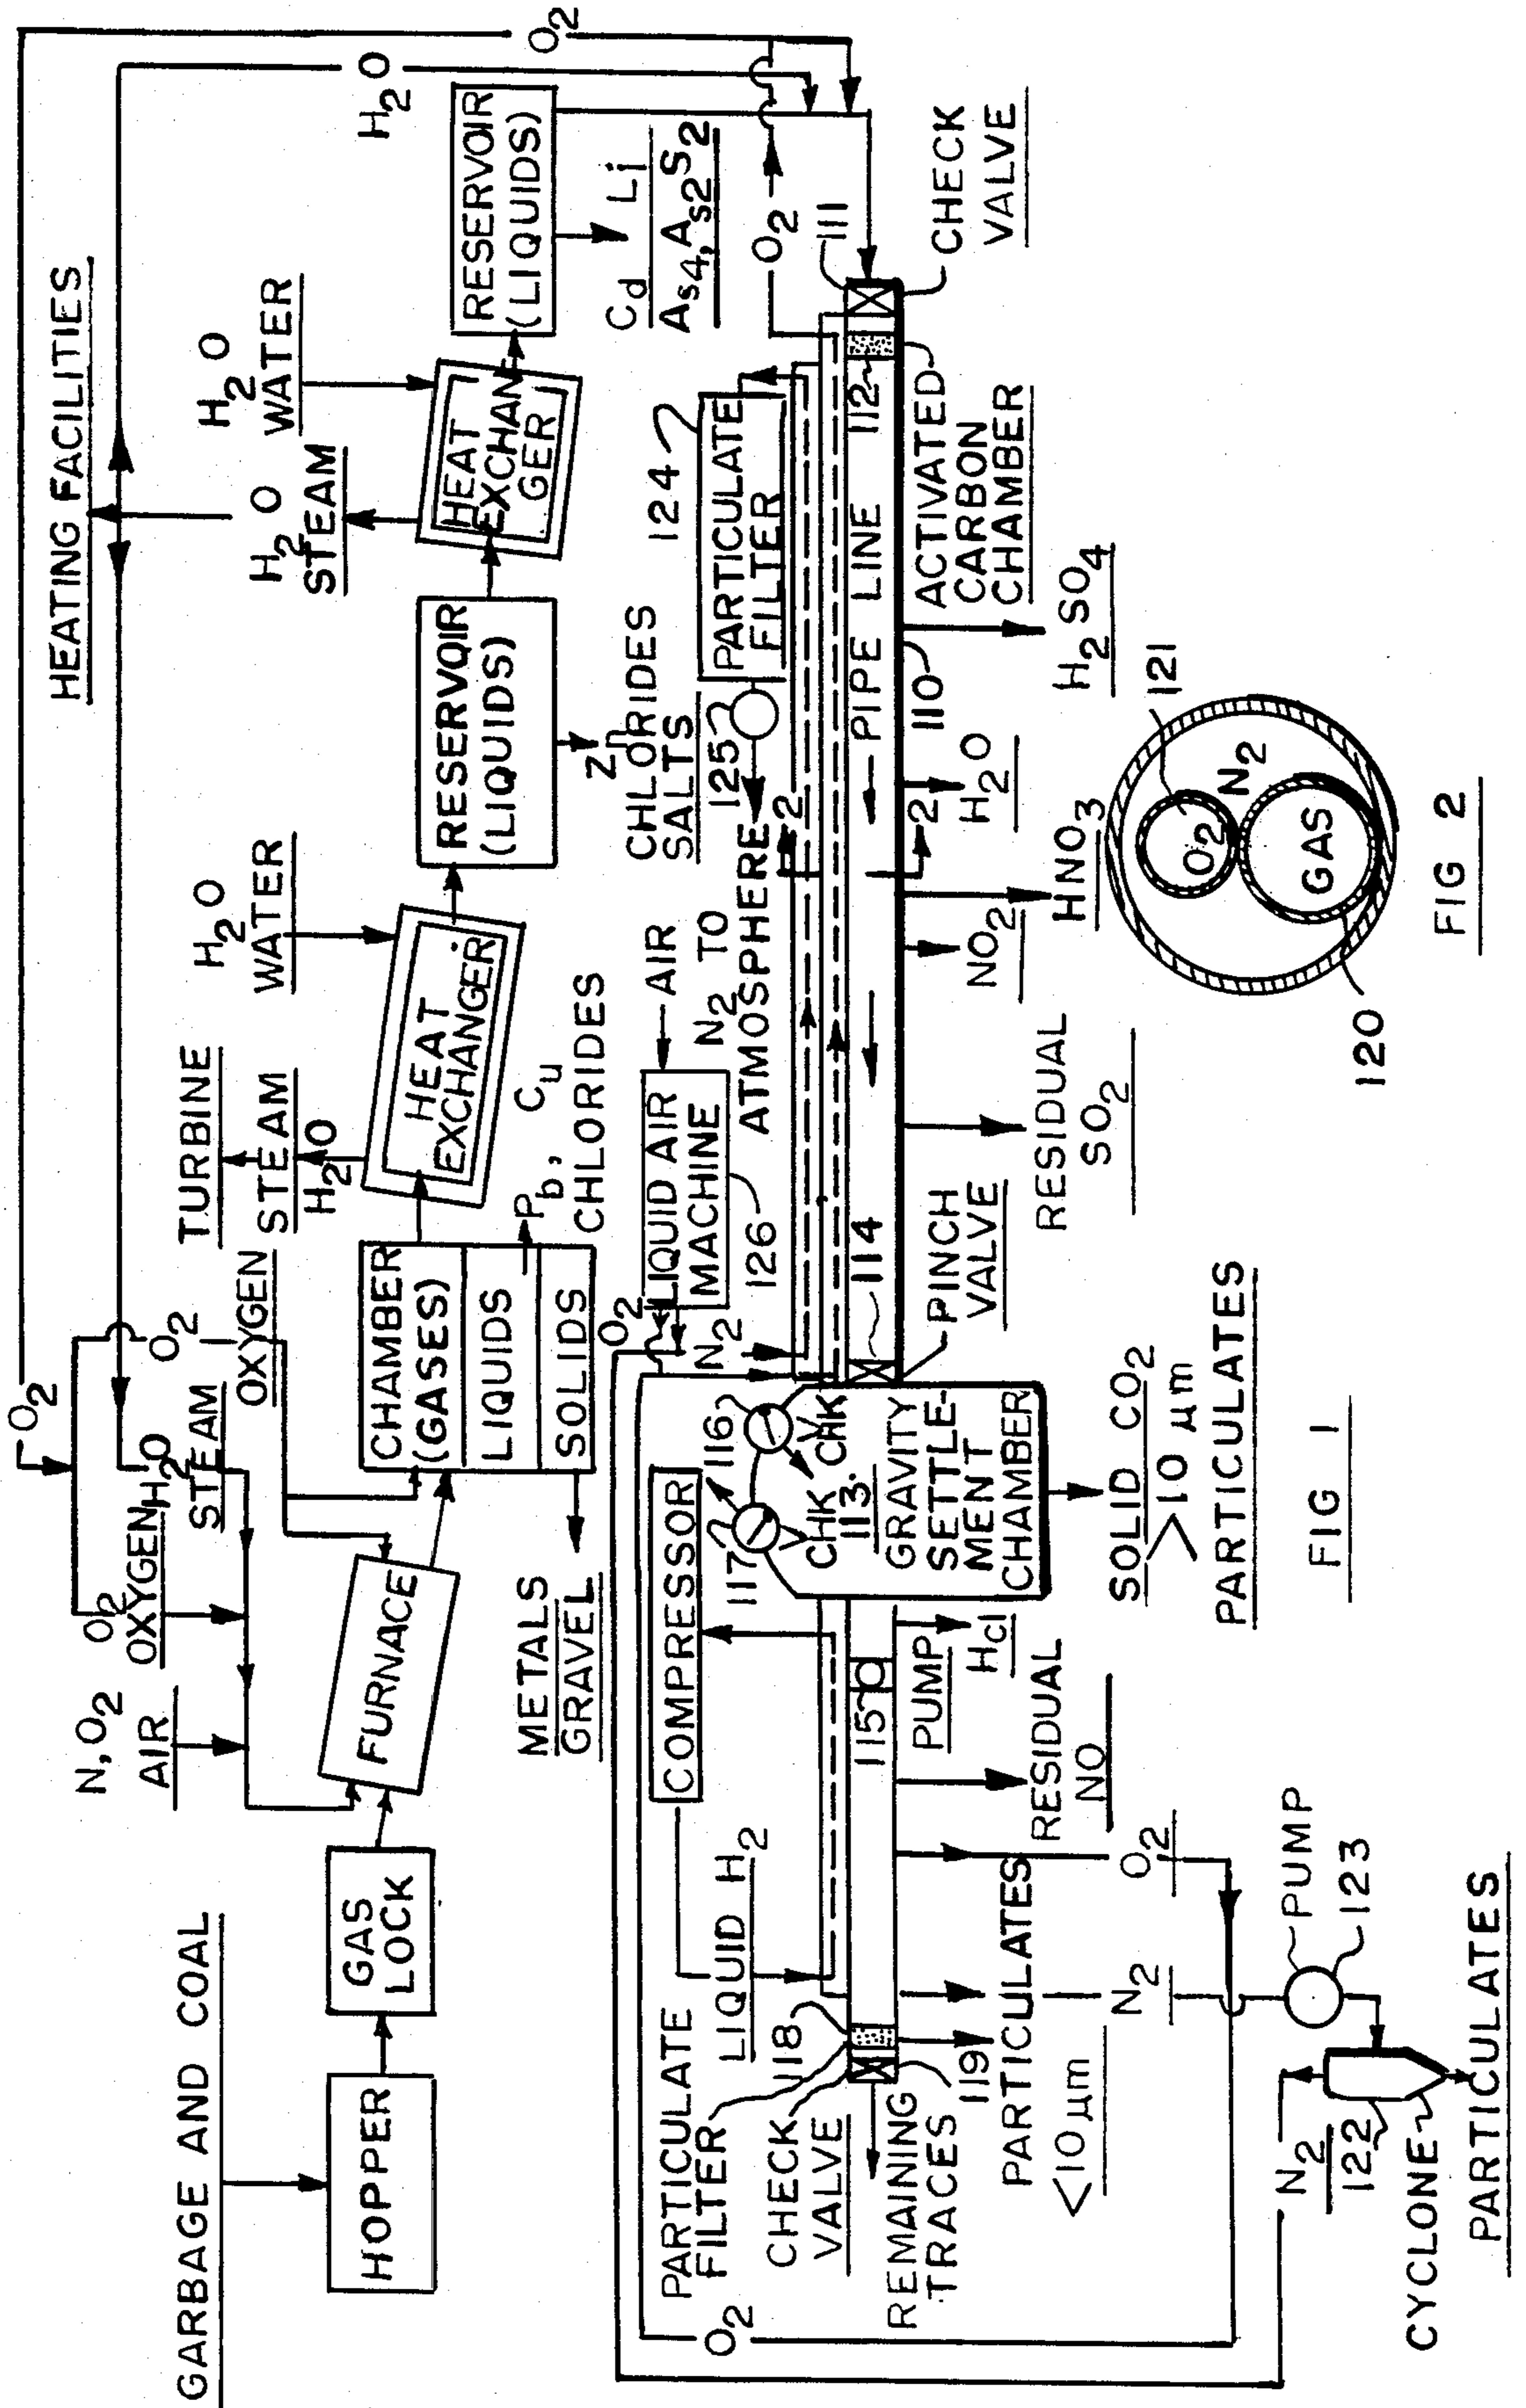 GARBAGE AND COAL
HOPPER
GAS
LOCK
N, O2
AIR
O2
OXYGEN
H2O
STEAM
O2
O2
OXYGEN
FURNACE
METALS
GRAVEL
CHAMBER
(GASES)
LIQUIDS
SOLIDS
Pb, Cu
CHLORIDES
TURBINE
STEAM
H2O
HEAT
EXCHANGER
H2O
WATER
RESERVOIR
(LIQUIDS)
Zn
CHLORIDES
SALTS
HEATING FACILITIES
H2O
STEAM
HEAT
EXCHAN
GER
H2O
WATER
RESERVOIR
(LIQUIDS)
Cd Li
As4, As2S2
H2O
O2
O2
111
CHECK
VALVE
112
ACTIVATED
CARBON
CHAMBER
124
PARTICULATE
FILTER
125
N2 TO
ATMOSPHERE
AIR
LIQUID AIR
MACHINE
126
O2
N2
PIPE LINE
110
2
2
H2SO4
H2O
HNO3
NO2
RESIDUAL
SO2
114
PINCH
VALVE
116
V
CHK
117
V
CHK
113
GRAVITY
SETTLE-
MENT
CHAMBER
SOLID CO2
>10 µm
PARTICULATES
COMPRESSOR
LIQUID H2
115
PUMP
Hcl
RESIDUAL
NO
O2
N2
PARTICULATES
<10 µm
118
119
PARTICULATE
FILTER
CHECK
VALVE
REMAINING
TRACES
O2
PUMP
123
N2
122
CYCLONE
PARTICULATES
FIG 1
121
O2
N2
GAS
120
FIG 2